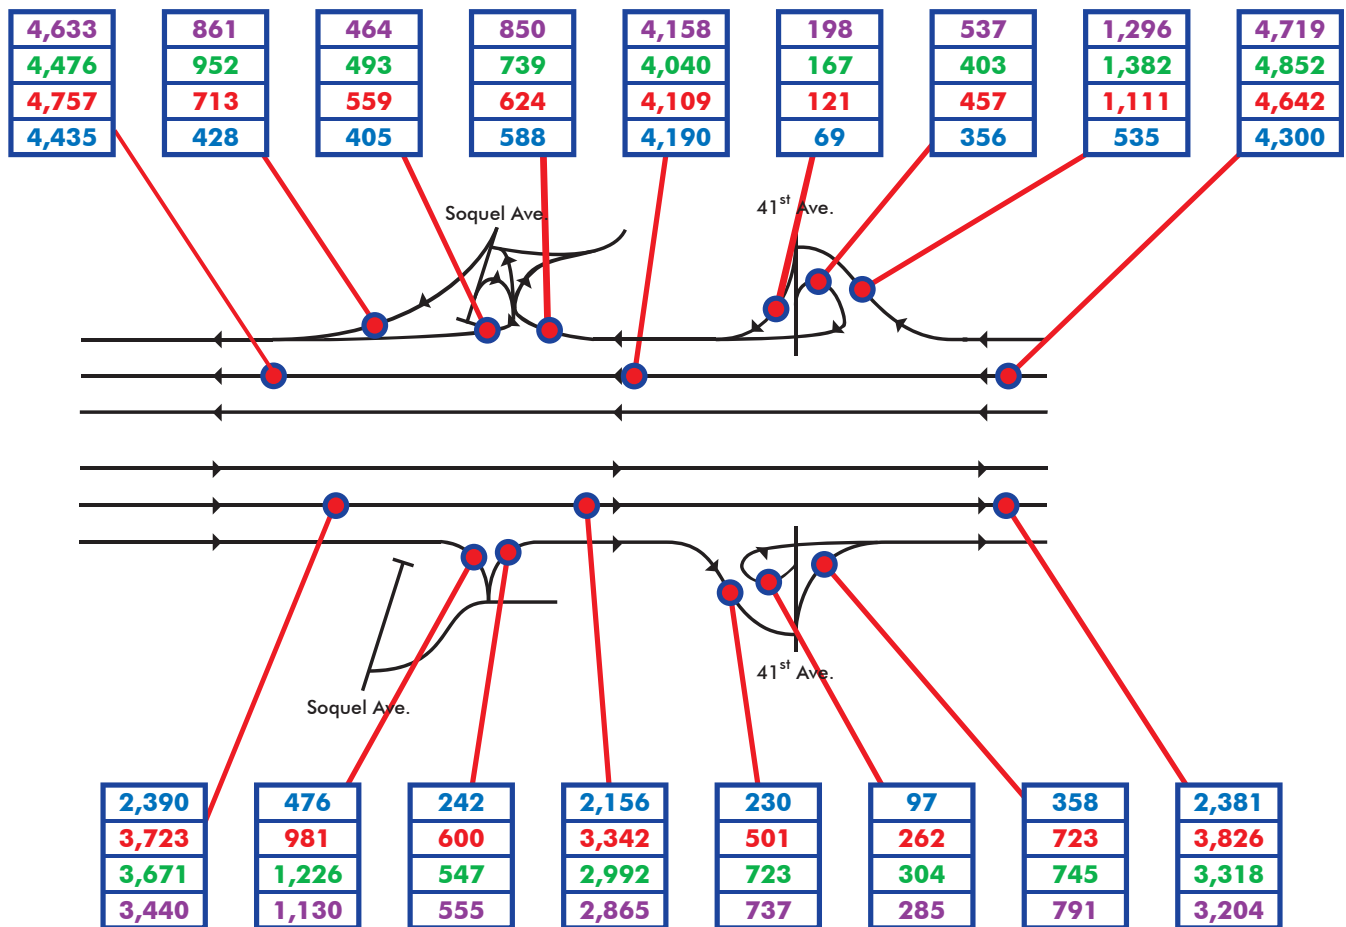 4,633 861 464 850 4,158 198 537 1,296 4,719
4,476 952 493 739 4,040 167 403 1,382 4,852
4,757 713 559 624 4,109 121 457 1,111 4,642
4,435 428 405 588 4,190 69 356 535 4,300
41st Ave.
Soquel Ave.
41st Ave.
Soquel Ave.
2,390 476 242 2,156 230 97 358 2,381
3,723 981 600 3,342 501 262 723 3,826
3,671 1,226 547 2,992 723 304 745 3,318
3,440 1,130 555 2,865 737 285 791 3,204